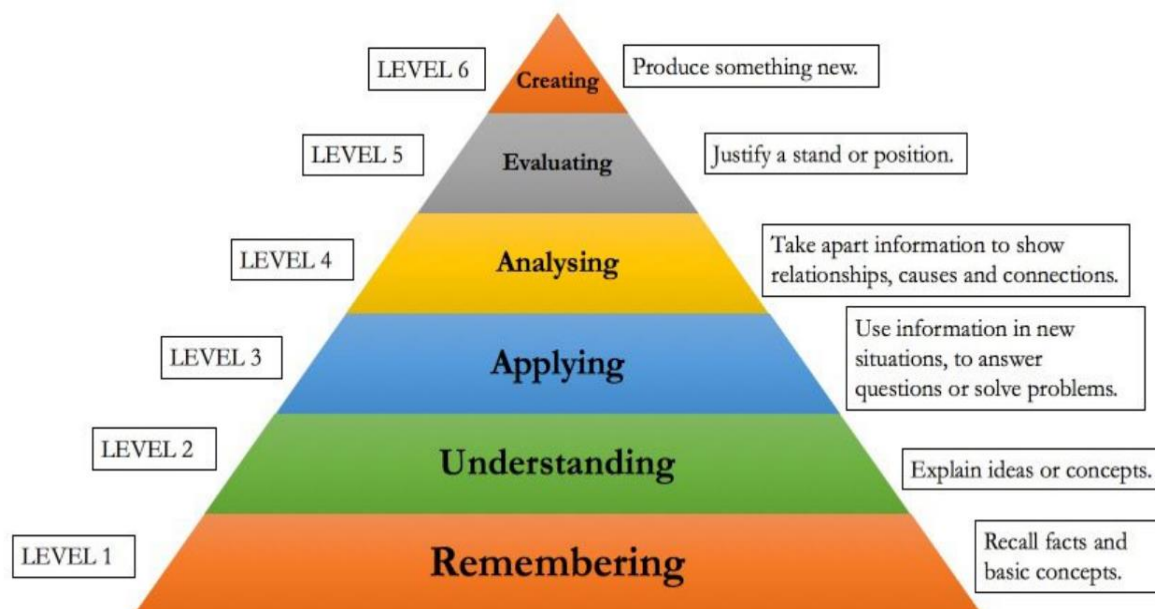 LEVEL 6
Creating
Produce something new.
LEVEL 5
Evaluating
Justify a stand or position.
LEVEL 4
Analysing
Take apart information to show
relationships, causes and connections.
LEVEL 3
Applying
Use information in new
situations, to answer
questions or solve problems.
LEVEL 2
Understanding
Explain ideas or concepts.
LEVEL 1
Remembering
Recall facts and
basic concepts.